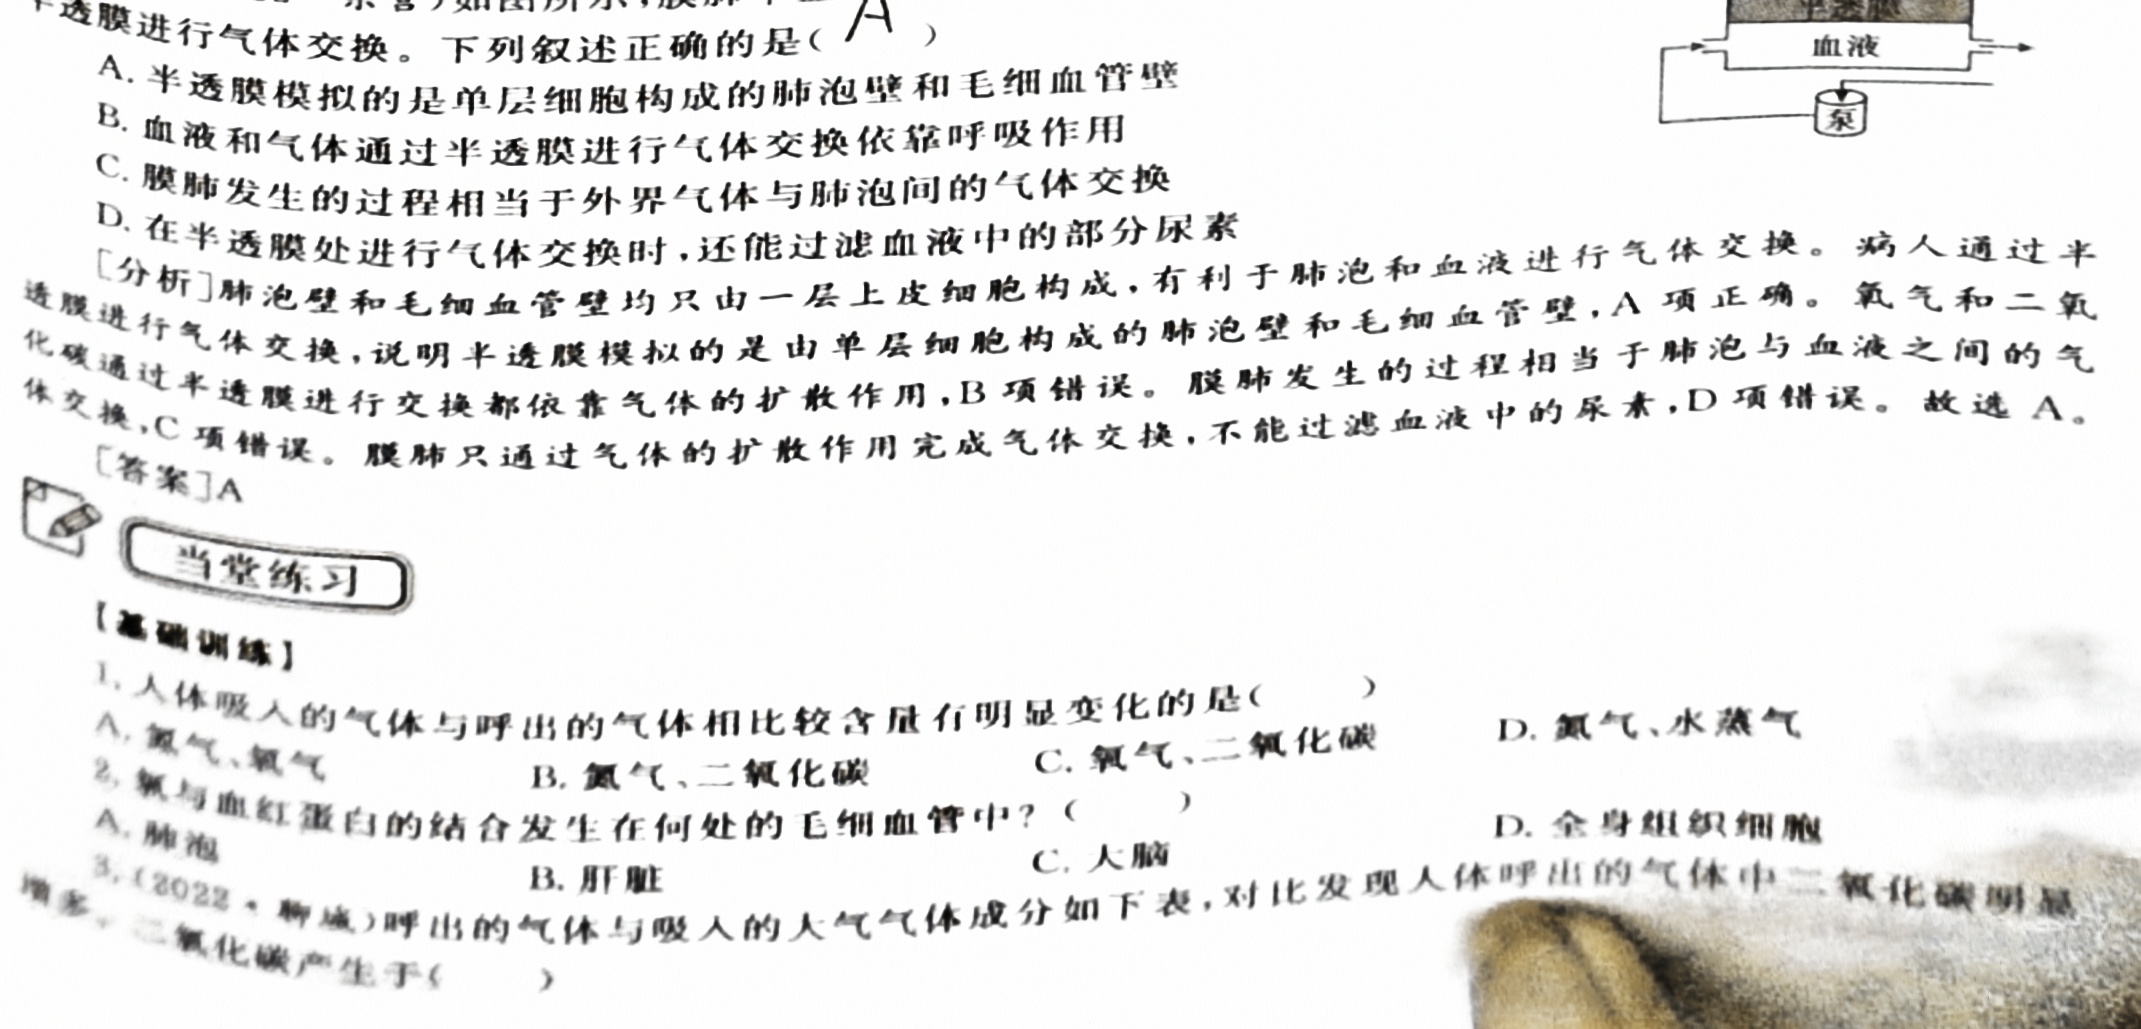 透膜进行气体交换。下列叙述正确的是( A )
A. 半透膜模拟的是单层细胞构成的肺泡壁和毛细血管壁
B. 血液和气体通过半透膜进行气体交换依靠呼吸作用
C. 膜肺发生的过程相当于外界气体与肺泡间的气体交换
D. 在半透膜处进行气体交换时,还能过滤血液中的部分尿素
半透膜
血液
泵
[分析]肺泡壁和毛细血管壁均只由一层上皮细胞构成,有利于肺泡和血液进行气体交换。病人通过半
透膜进行气体交换,说明半透膜模拟的是由单层细胞构成的肺泡壁和毛细血管壁,A 项正确。氧气和二氧
化碳通过半透膜进行交换都依靠气体的扩散作用,B 项错误。膜肺发生的过程相当于肺泡与血液之间的气
体交换,C 项错误。膜肺只通过气体的扩散作用完成气体交换,不能过滤血液中的尿素,D 项错误。故选 A。
[答案]A
当堂练习
【基础训练】
1. 人体吸入的气体与呼出的气体相比较含量有明显变化的是( )
A. 氮气、氧气 B. 氮气、二氧化碳 C. 氧气、二氧化碳 D. 氮气、水蒸气
2. 氧与血红蛋白的结合发生在何处的毛细血管中?( )
A. 肺泡 B. 肝脏 C. 大脑 D. 全身组织细胞
3. (2022·聊城)呼出的气体与吸入的大气气体成分如下表,对比发现人体呼出的气体中二氧化碳明显
增多。二氧化碳产生于( )